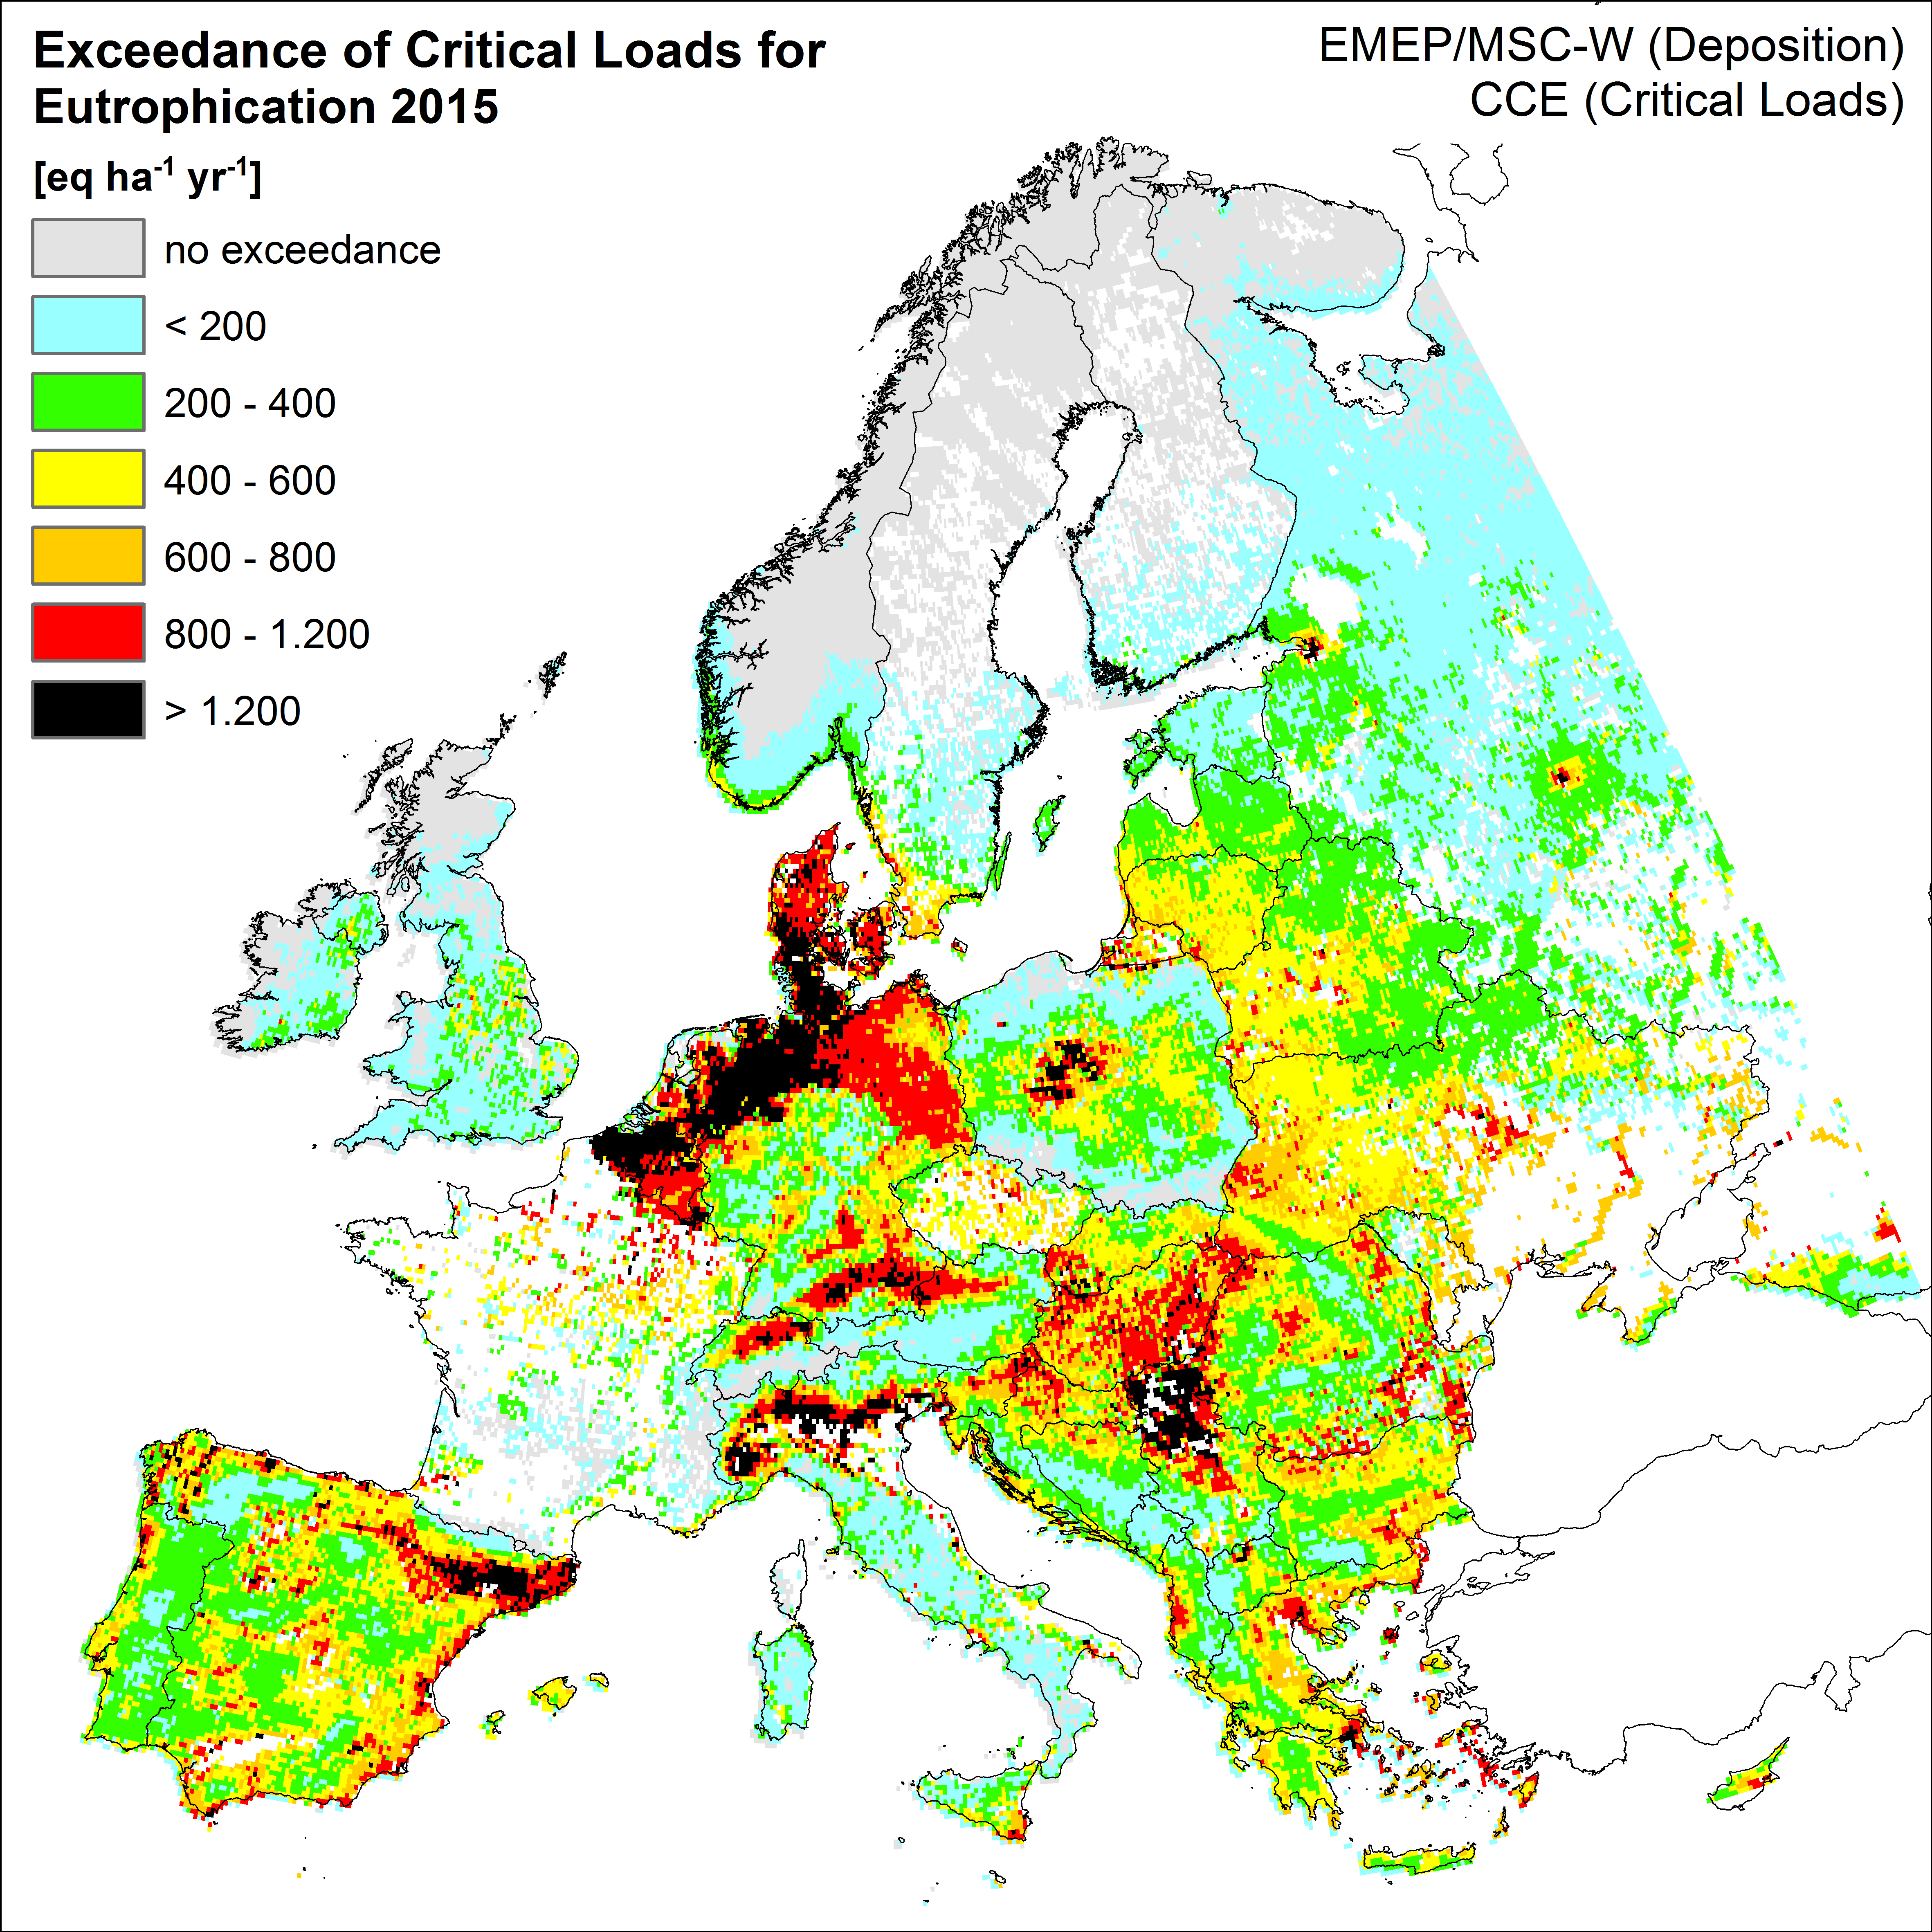 Exceedance of Critical Loads for
Eutrophication 2015
EMEP/MSC-W (Deposition)
CCE (Critical Loads)
[eq ha⁻¹ yr⁻¹]
no exceedance
< 200
200 - 400
400 - 600
600 - 800
800 - 1.200
> 1.200